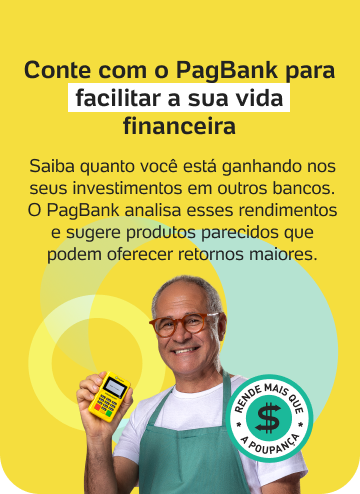 Conte com o PagBank para
facilitar a sua vida
financeira
Saiba quanto você está ganhando nos
seus investimentos em outros bancos.
O PagBank analisa esses rendimentos
e sugere produtos parecidos que
podem oferecer retornos maiores.
RENDE MAIS QUE
$
A POUPANÇA